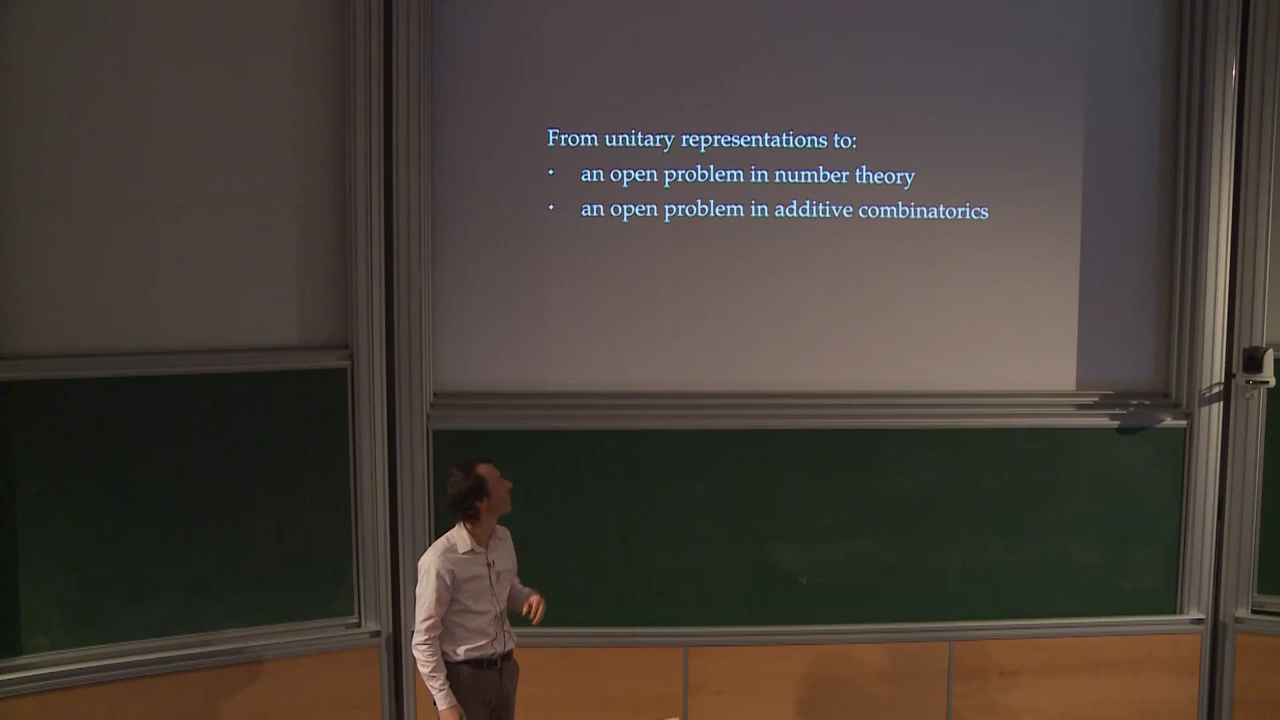 From unitary representations to:
• an open problem in number theory
• an open problem in additive combinatorics